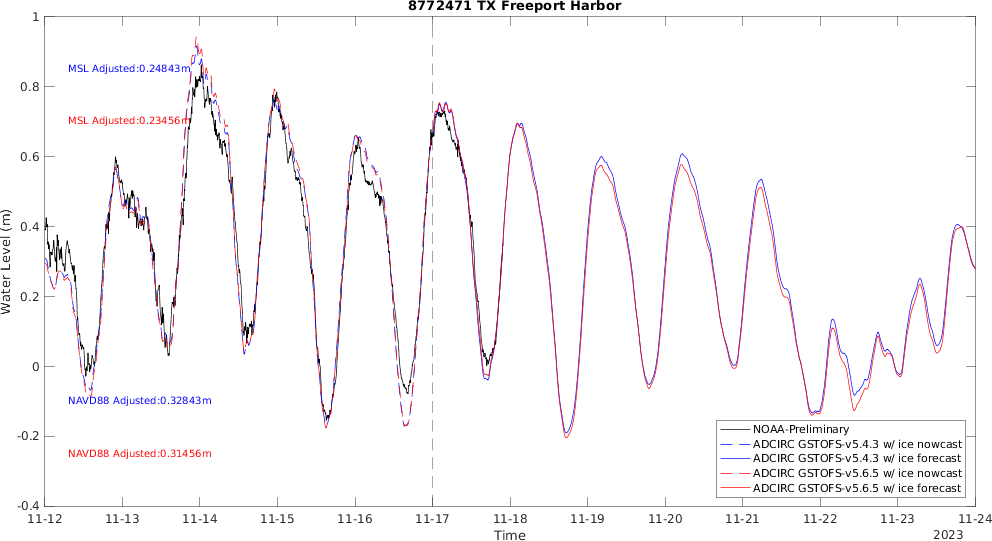 8772471 TX Freeport Harbor
1
0.8
0.6
0.4
0.2
0
-0.2
-0.4
Water Level (m)
MSL Adjusted:0.24843m
MSL Adjusted:0.23456m
NAVD88 Adjusted:0.32843m
NAVD88 Adjusted:0.31456m
NOAA-Preliminary
ADCIRC GSTOFS-v5.4.3 w/ ice nowcast
ADCIRC GSTOFS-v5.4.3 w/ ice forecast
ADCIRC GSTOFS-v5.6.5 w/ ice nowcast
ADCIRC GSTOFS-v5.6.5 w/ ice forecast
11-12 11-13 11-14 11-15 11-16 11-17 11-18 11-19 11-20 11-21 11-22 11-23 11-24
Time
2023